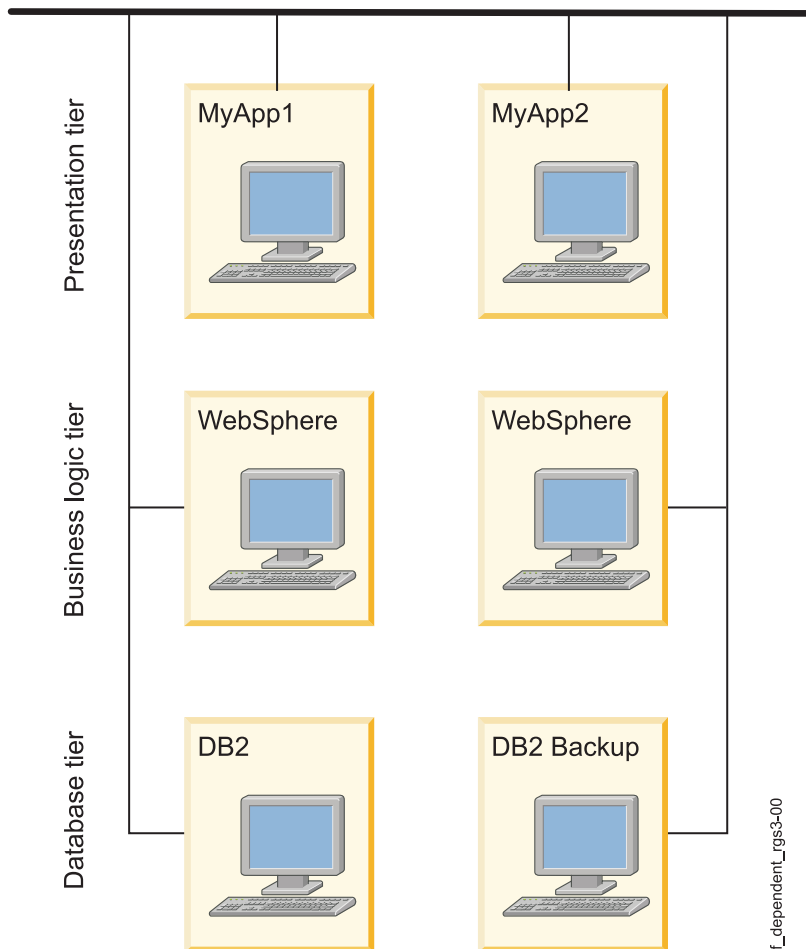 Presentation tier
MyApp1
MyApp2
Business logic tier
WebSphere
WebSphere
Database tier
DB2
DB2 Backup
f_dependent_rgs3-00